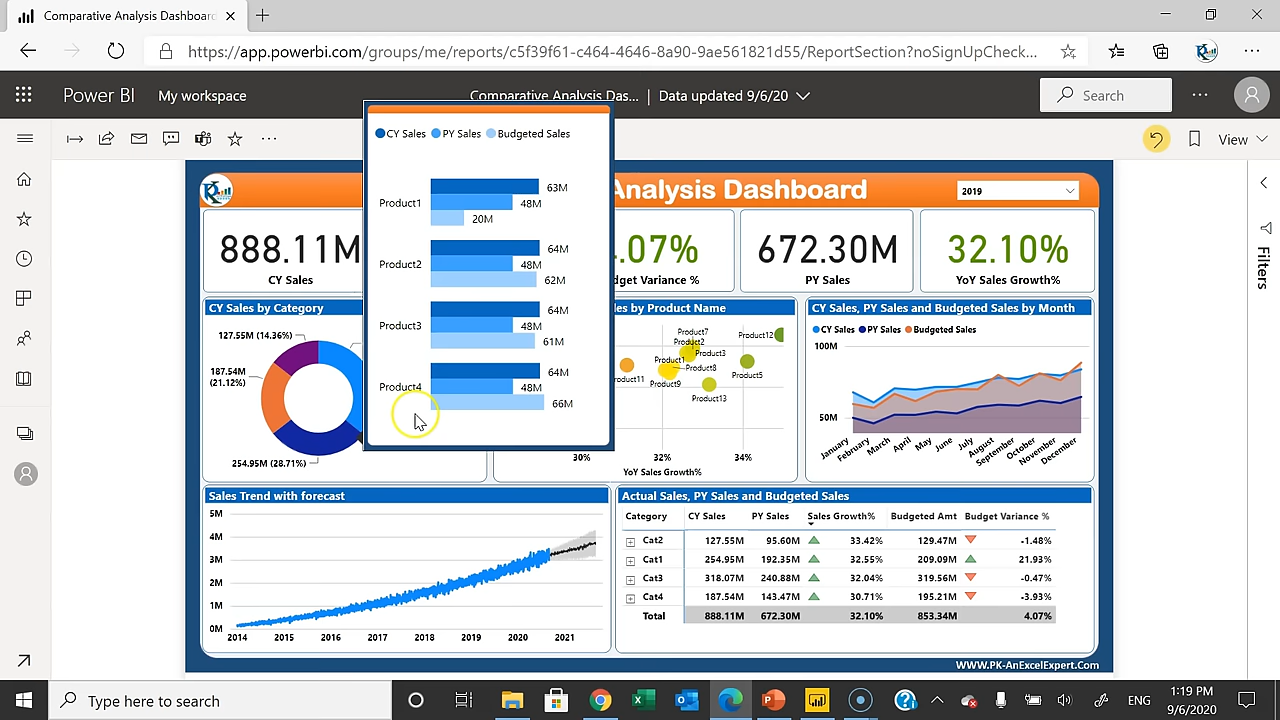 Comparative Analysis Dashboard
https://app.powerbi.com/groups/me/reports/c5f39f61-c464-4646-8a90-9ae561821d55/ReportSection?noSignUpCheck...
Power BI My workspace
Comparative Analysis Das... | Data updated 9/6/20
Search
View
Analysis Dashboard
2019
888.11M
CY Sales
.07%
dget Variance %
672.30M
PY Sales
32.10%
YoY Sales Growth%
CY Sales PY Sales Budgeted Sales
Product1 63M 48M 20M
Product2 64M 48M 62M
Product3 64M 48M 61M
Product4 64M 48M 66M
CY Sales by Category
127.55M (14.36%)
187.54M
(21.12%)
254.95M (28.71%)
les by Product Name
Product7
Product2
Product12
Product3
Product1
Product8
Product5
roduct11
Product9
Product13
30% 32% 34%
YoY Sales Growth%
CY Sales, PY Sales and Budgeted Sales by Month
CY Sales PY Sales Budgeted Sales
100M
50M
January February March April May June July August September October November December
Filters
Sales Trend with forecast
5M
4M
3M
2M
1M
0M
2014 2015 2016 2017 2018 2019 2020 2021
Actual Sales, PY Sales and Budgeted Sales
Category CY Sales PY Sales Sales Growth% Budgeted Amt Budget Variance %
Cat2 127.55M 95.60M 33.42% 129.47M -1.48%
Cat1 254.95M 192.35M 32.55% 209.09M 21.93%
Cat3 318.07M 240.88M 32.04% 319.56M -0.47%
Cat4 187.54M 143.47M 30.71% 195.21M -3.93%
Total 888.11M 672.30M 32.10% 853.34M 4.07%
WWW.PK-AnExcelExpert.Com
Type here to search
ENG
1:19 PM
9/6/2020